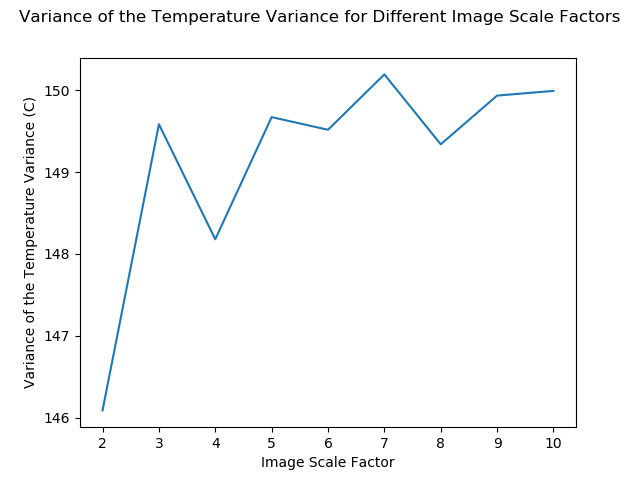 Variance of the Temperature Variance for Different Image Scale Factors
150
149
148
147
146
Variance of the Temperature Variance (C)
2 3 4 5 6 7 8 9 10
Image Scale Factor